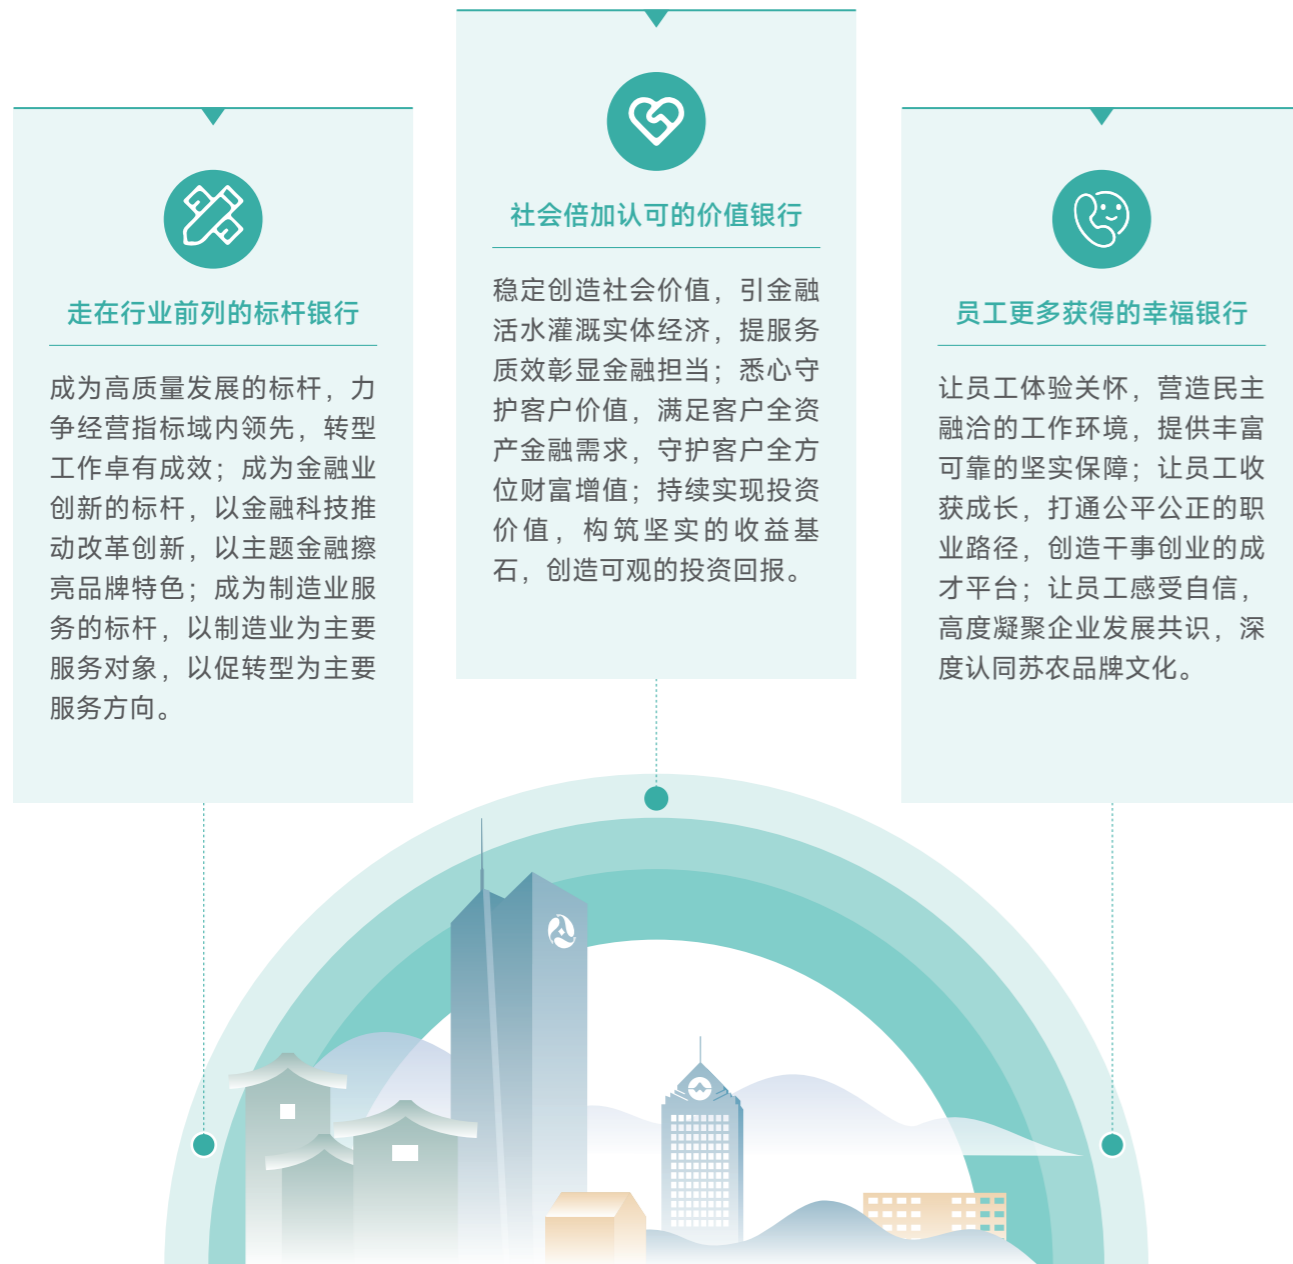 走在行业前列的标杆银行
成为高质量发展的标杆，力
争经营指标域内领先，转型
工作卓有成效；成为金融业
创新的标杆，以金融科技推
动改革创新，以主题金融擦
亮品牌特色；成为制造业服
务的标杆，以制造业为主要
服务对象，以促转型为主要
服务方向。
社会倍加认可的价值银行
稳定创造社会价值，引金融
活水灌溉实体经济，提服务
质效彰显金融担当；悉心守
护客户价值，满足客户全资
产金融需求，守护客户全方
位财富增值；持续实现投资
价值，构筑坚实的收益基
石，创造可观的投资回报。
员工更多获得的幸福银行
让员工体验关怀，营造民主
融洽的工作环境，提供丰富
可靠的坚实保障；让员工收
获成长，打通公平公正的职
业路径，创造干事创业的成
才平台；让员工感受自信，
高度凝聚企业发展共识，深
度认同苏农品牌文化。